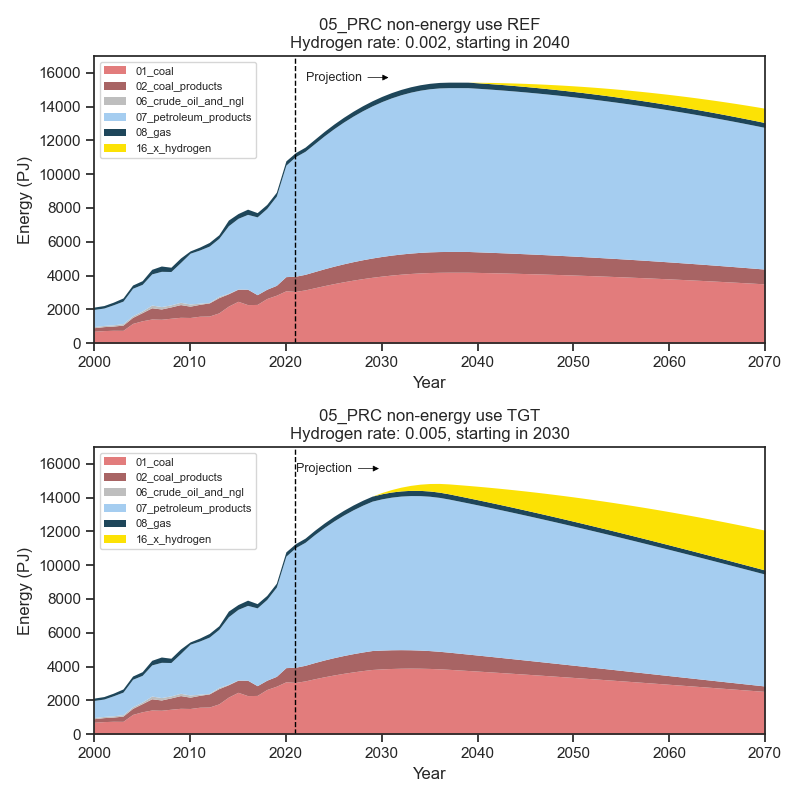 05_PRC non-energy use REF
Hydrogen rate: 0.002, starting in 2040
16000
14000
12000
10000
8000
6000
4000
2000
0
Energy (PJ)
01_coal
02_coal_products
06_crude_oil_and_ngl
07_petroleum_products
08_gas
16_x_hydrogen
Projection
2000 2010 2020 2030 2040 2050 2060 2070
Year
05_PRC non-energy use TGT
Hydrogen rate: 0.005, starting in 2030
16000
14000
12000
10000
8000
6000
4000
2000
0
Energy (PJ)
01_coal
02_coal_products
06_crude_oil_and_ngl
07_petroleum_products
08_gas
16_x_hydrogen
Projection
2000 2010 2020 2030 2040 2050 2060 2070
Year